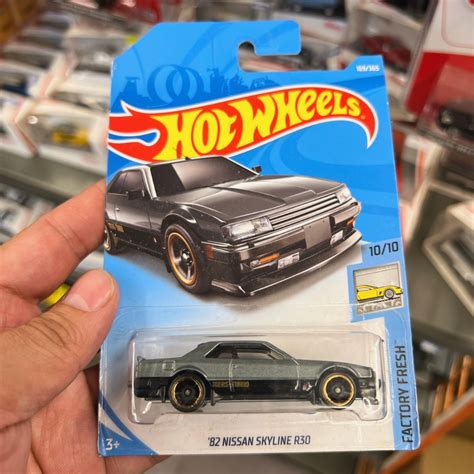 169/365
HOT WHEELS
10/10
FACTORY FRESH
3+
'82 NISSAN SKYLINE R30